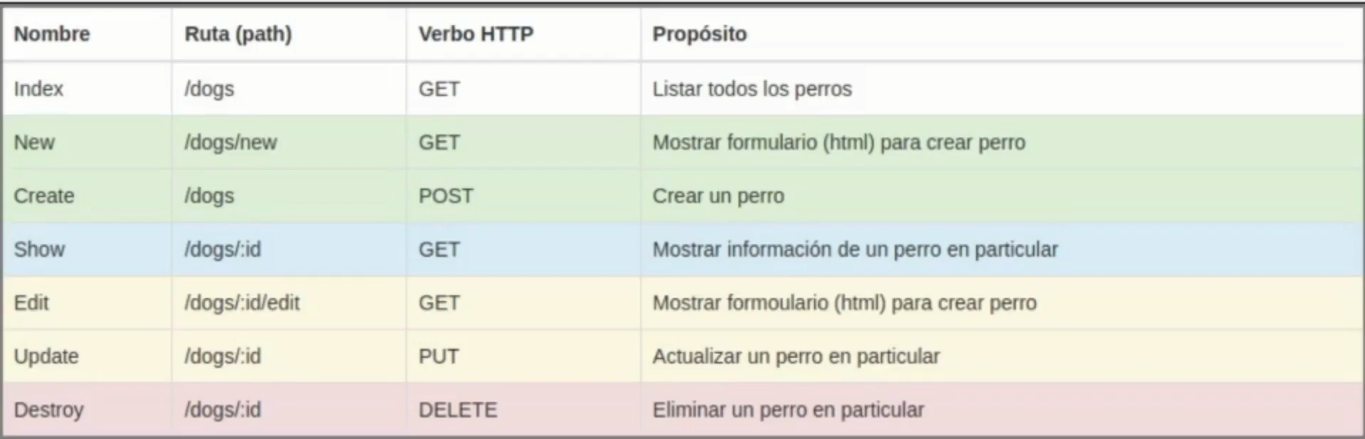 Nombre Ruta (path) Verbo HTTP Propósito
Index /dogs GET Listar todos los perros
New /dogs/new GET Mostrar formulario (html) para crear perro
Create /dogs POST Crear un perro
Show /dogs/:id GET Mostrar información de un perro en particular
Edit /dogs/:id/edit GET Mostrar formoulario (html) para crear perro
Update /dogs/:id PUT Actualizar un perro en particular
Destroy /dogs/:id DELETE Eliminar un perro en particular